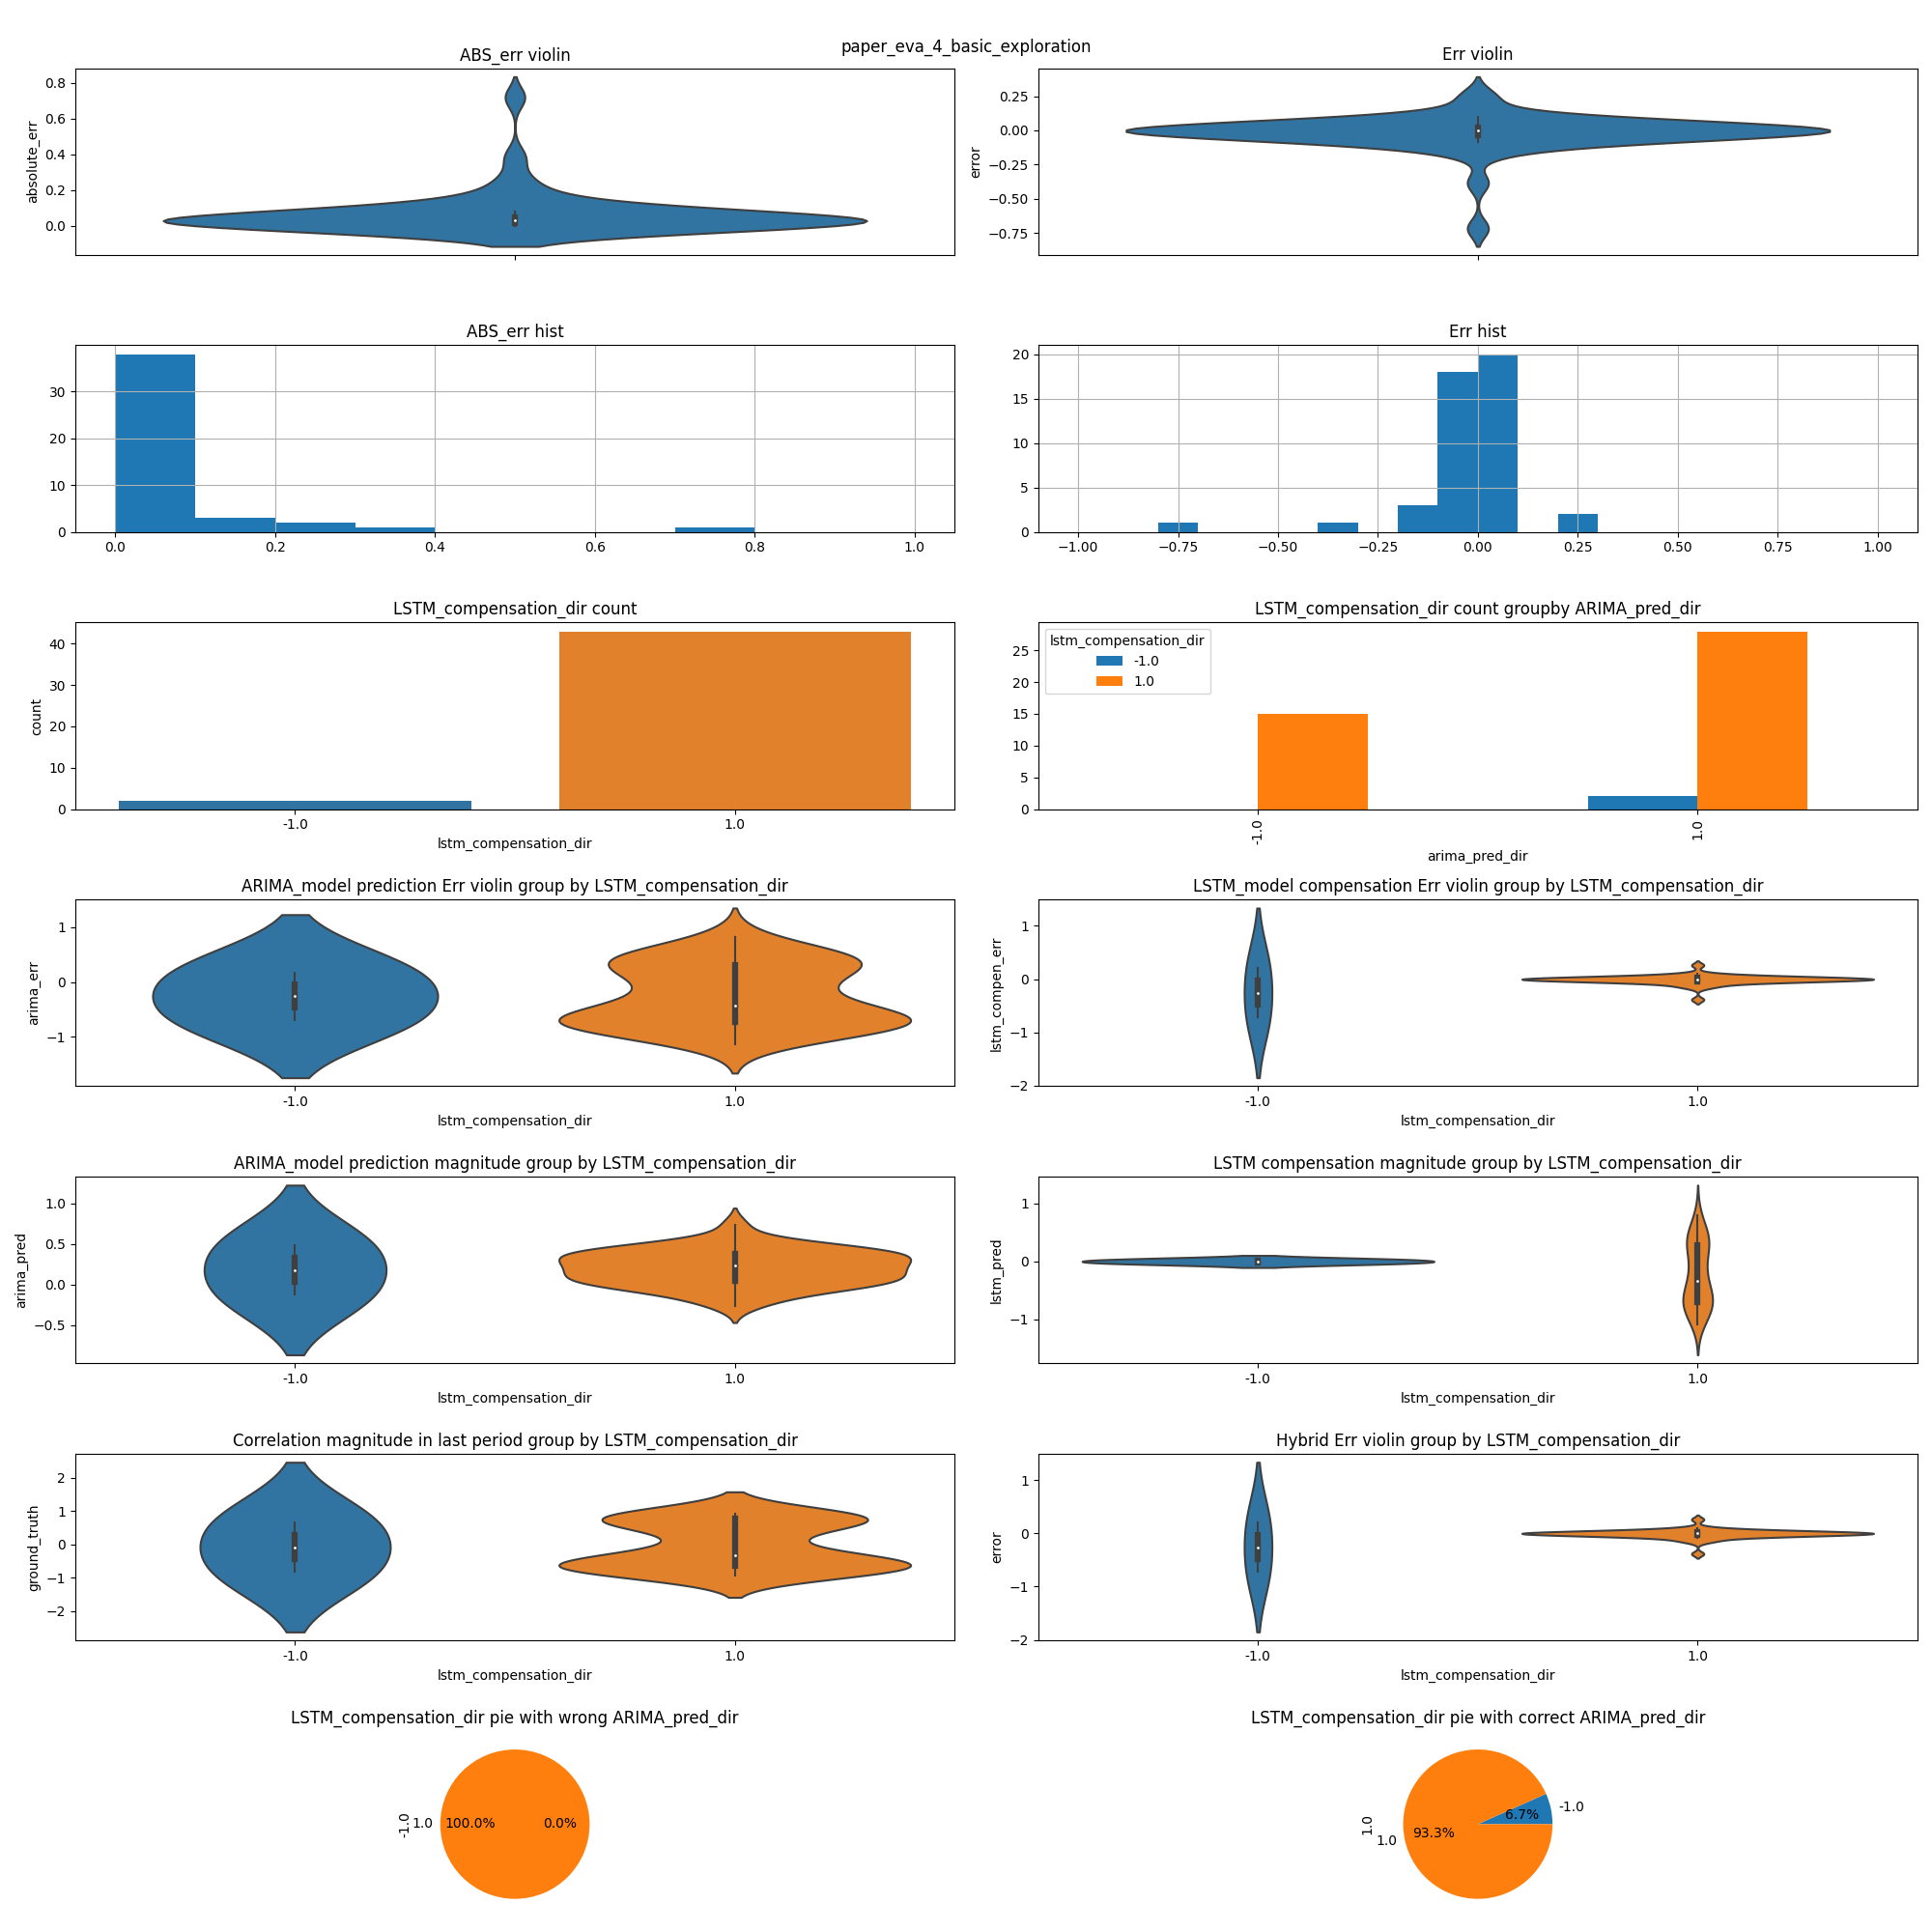 paper_eva_4_basic_exploration
ABS_err violin
absolute_err
0.8
0.6
0.4
0.2
0.0
Err violin
error
0.25
0.00
−0.25
−0.50
−0.75
ABS_err hist
30
20
10
0
0.0 0.2 0.4 0.6 0.8 1.0
Err hist
20
15
10
5
0
−1.00 −0.75 −0.50 −0.25 0.00 0.25 0.50 0.75 1.00
LSTM_compensation_dir count
count
40
30
20
10
0
-1.0 1.0
lstm_compensation_dir
LSTM_compensation_dir count groupby ARIMA_pred_dir
lstm_compensation_dir
-1.0
1.0
25
20
15
10
5
0
-1.0 1.0
arima_pred_dir
ARIMA_model prediction Err violin group by LSTM_compensation_dir
arima_err
1
0
−1
-1.0 1.0
lstm_compensation_dir
LSTM_model compensation Err violin group by LSTM_compensation_dir
lstm_compen_err
1
0
−1
−2
-1.0 1.0
lstm_compensation_dir
ARIMA_model prediction magnitude group by LSTM_compensation_dir
arima_pred
1.0
0.5
0.0
−0.5
-1.0 1.0
lstm_compensation_dir
LSTM compensation magnitude group by LSTM_compensation_dir
lstm_pred
1
0
−1
-1.0 1.0
lstm_compensation_dir
Correlation magnitude in last period group by LSTM_compensation_dir
ground_truth
2
1
0
−1
−2
-1.0 1.0
lstm_compensation_dir
Hybrid Err violin group by LSTM_compensation_dir
error
1
0
−1
−2
-1.0 1.0
lstm_compensation_dir
LSTM_compensation_dir pie with wrong ARIMA_pred_dir
-1.0
1.0
100.0%
0.0%
LSTM_compensation_dir pie with correct ARIMA_pred_dir
1.0
1.0
93.3%
6.7%
-1.0